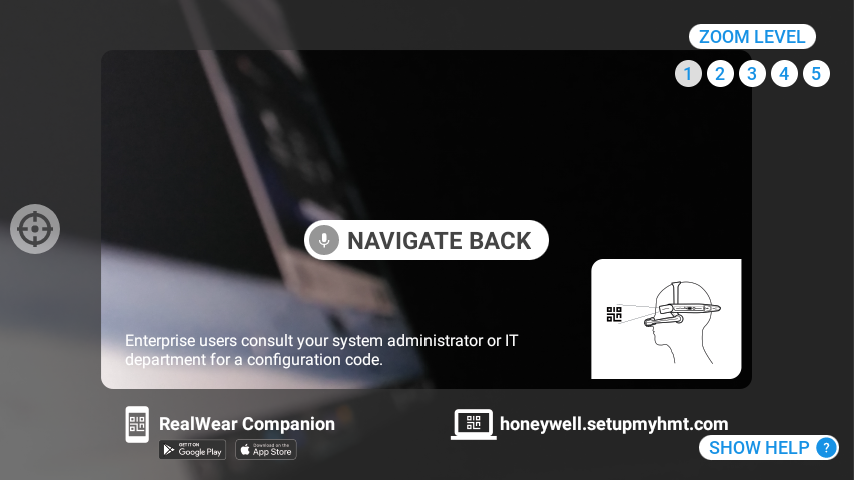 ZOOM LEVEL
1 2 3 4 5
NAVIGATE BACK
Enterprise users consult your system administrator or IT
department for a configuration code.
RealWear Companion
GET IT ON
Google Play
Download on the
App Store
honeywell.setupmyhmt.com
SHOW HELP ?